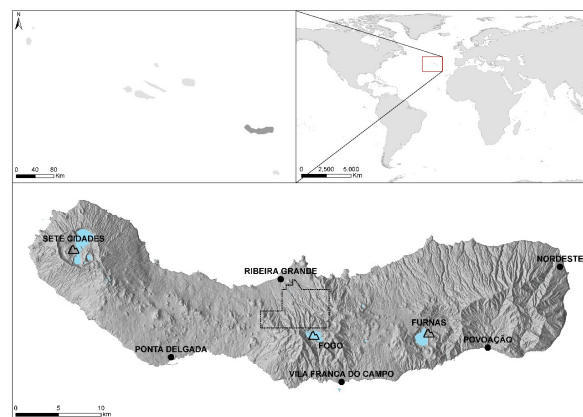 N
0 40 80
Km
0 2,500 5,000
Km
SETE CIDADES
NORDESTE
RIBEIRA GRANDE
FURNAS
FOGO
POVOAÇÃO
PONTA DELGADA
VILA FRANCA DO CAMPO
0 5 10
Km